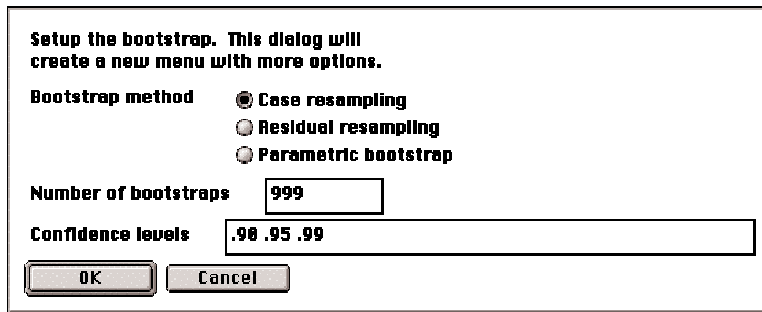 Setup the bootstrap. This dialog will
create a new menu with more options.
Bootstrap method
Case resampling
Residual resampling
Parametric bootstrap
Number of bootstraps 999
Confidence levels .90 .95 .99
OK Cancel